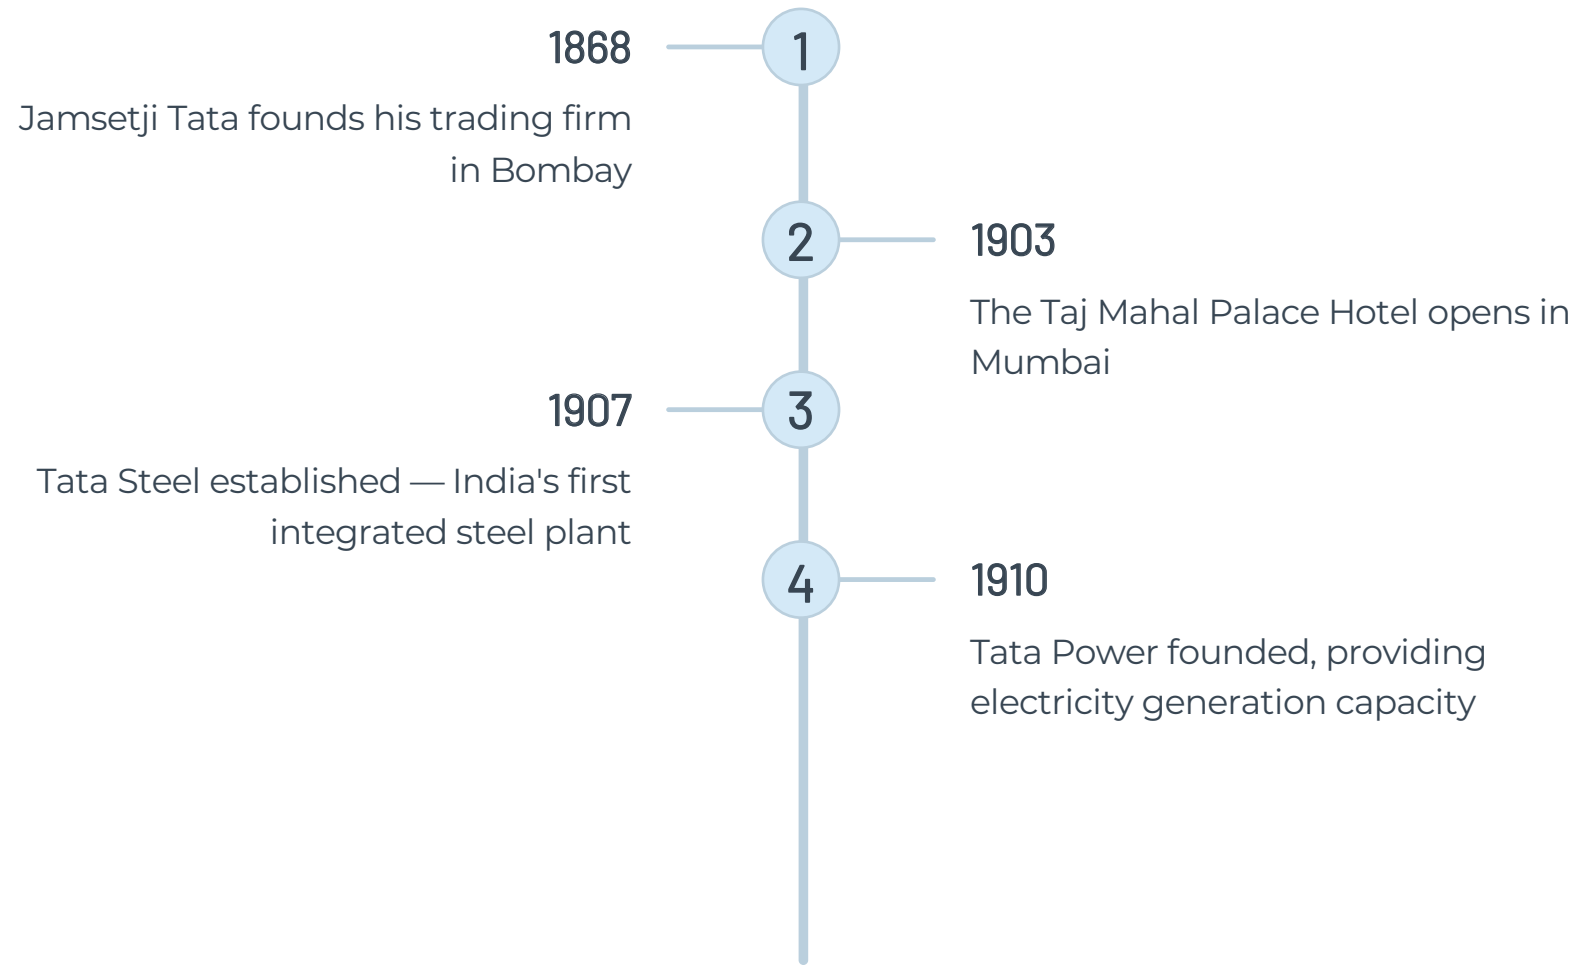 1
1868
Jamsetji Tata founds his trading firm
in Bombay
2
1903
The Taj Mahal Palace Hotel opens in
Mumbai
3
1907
Tata Steel established — India's first
integrated steel plant
4
1910
Tata Power founded, providing
electricity generation capacity